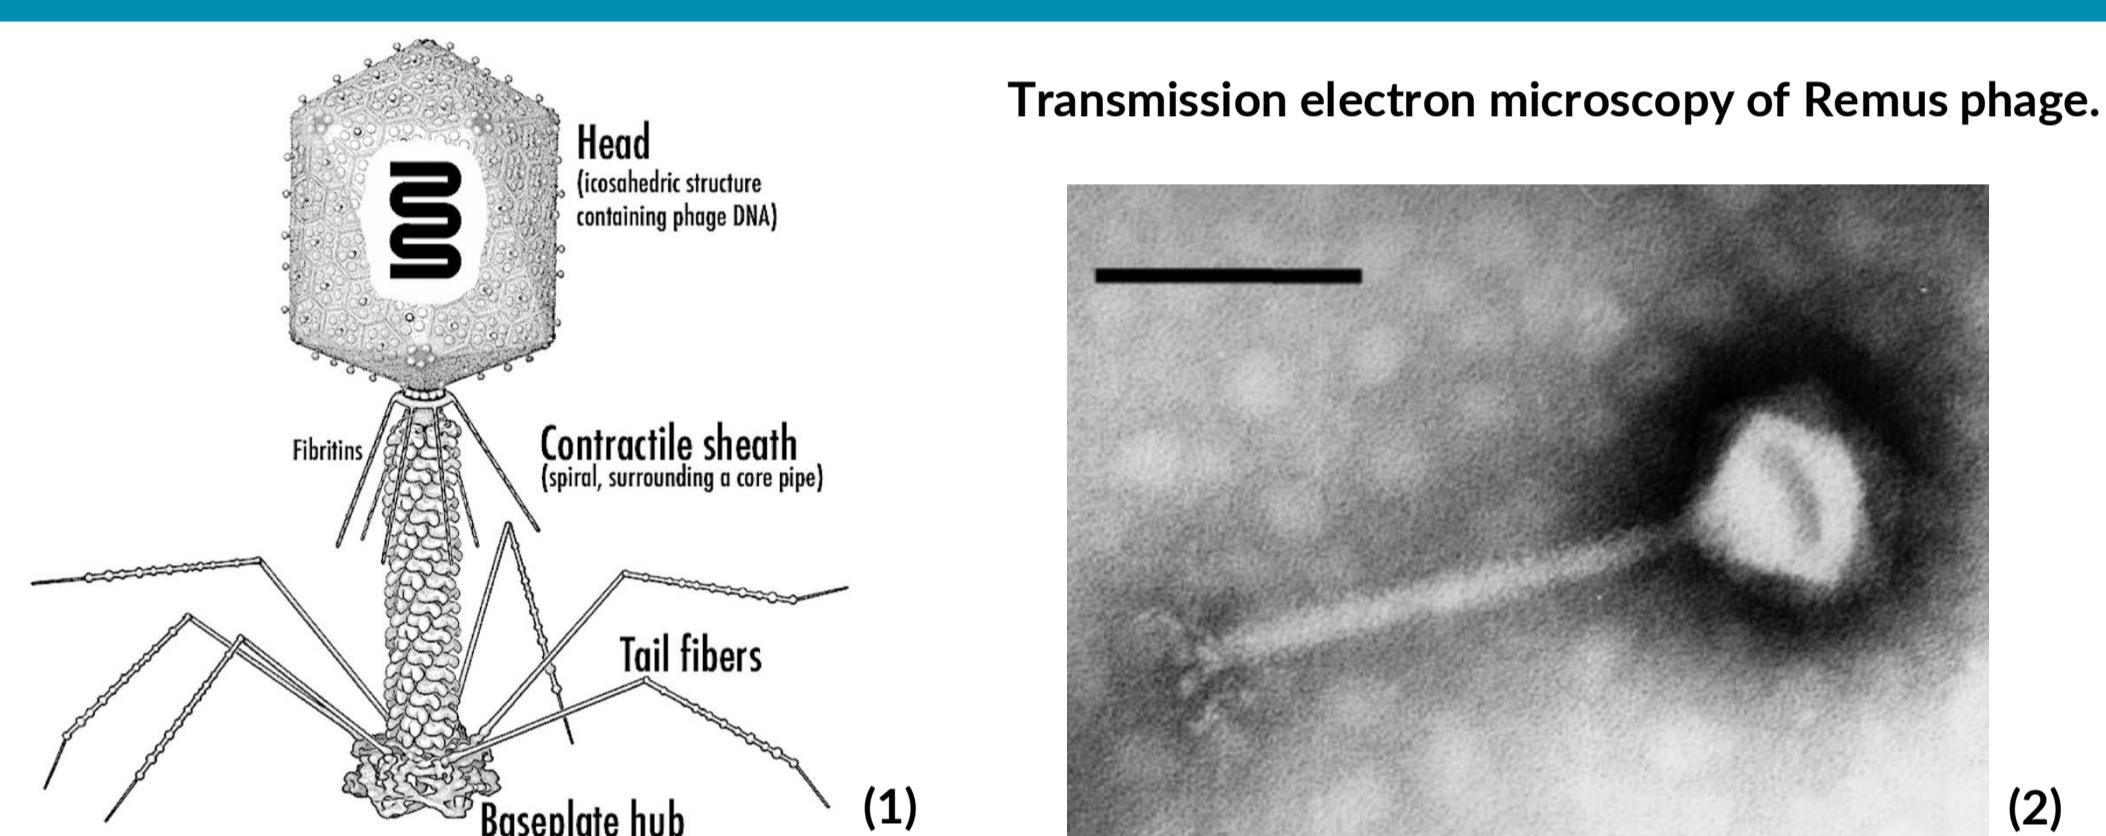 Head
(icosahedric structure
containing phage DNA)
Fibritins
Contractile sheath
(spiral, surrounding a core pipe)
Tail fibers
Baseplate hub
(1)
Transmission electron microscopy of Remus phage.
(2)